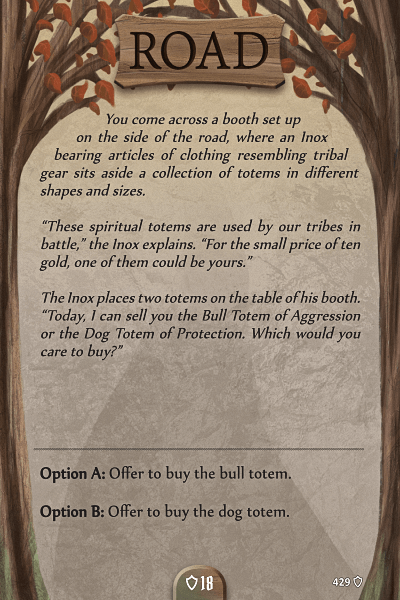 ROAD
You come across a booth set up
on the side of the road, where an Inox
bearing articles of clothing resembling tribal
gear sits aside a collection of totems in different
shapes and sizes.
“These spiritual totems are used by our tribes in
battle,” the Inox explains. “For the small price of ten
gold, one of them could be yours.”
The Inox places two totems on the table of his booth.
“Today, I can sell you the Bull Totem of Aggression
or the Dog Totem of Protection. Which would you
care to buy?”
Option A: Offer to buy the bull totem.
Option B: Offer to buy the dog totem.
18
429